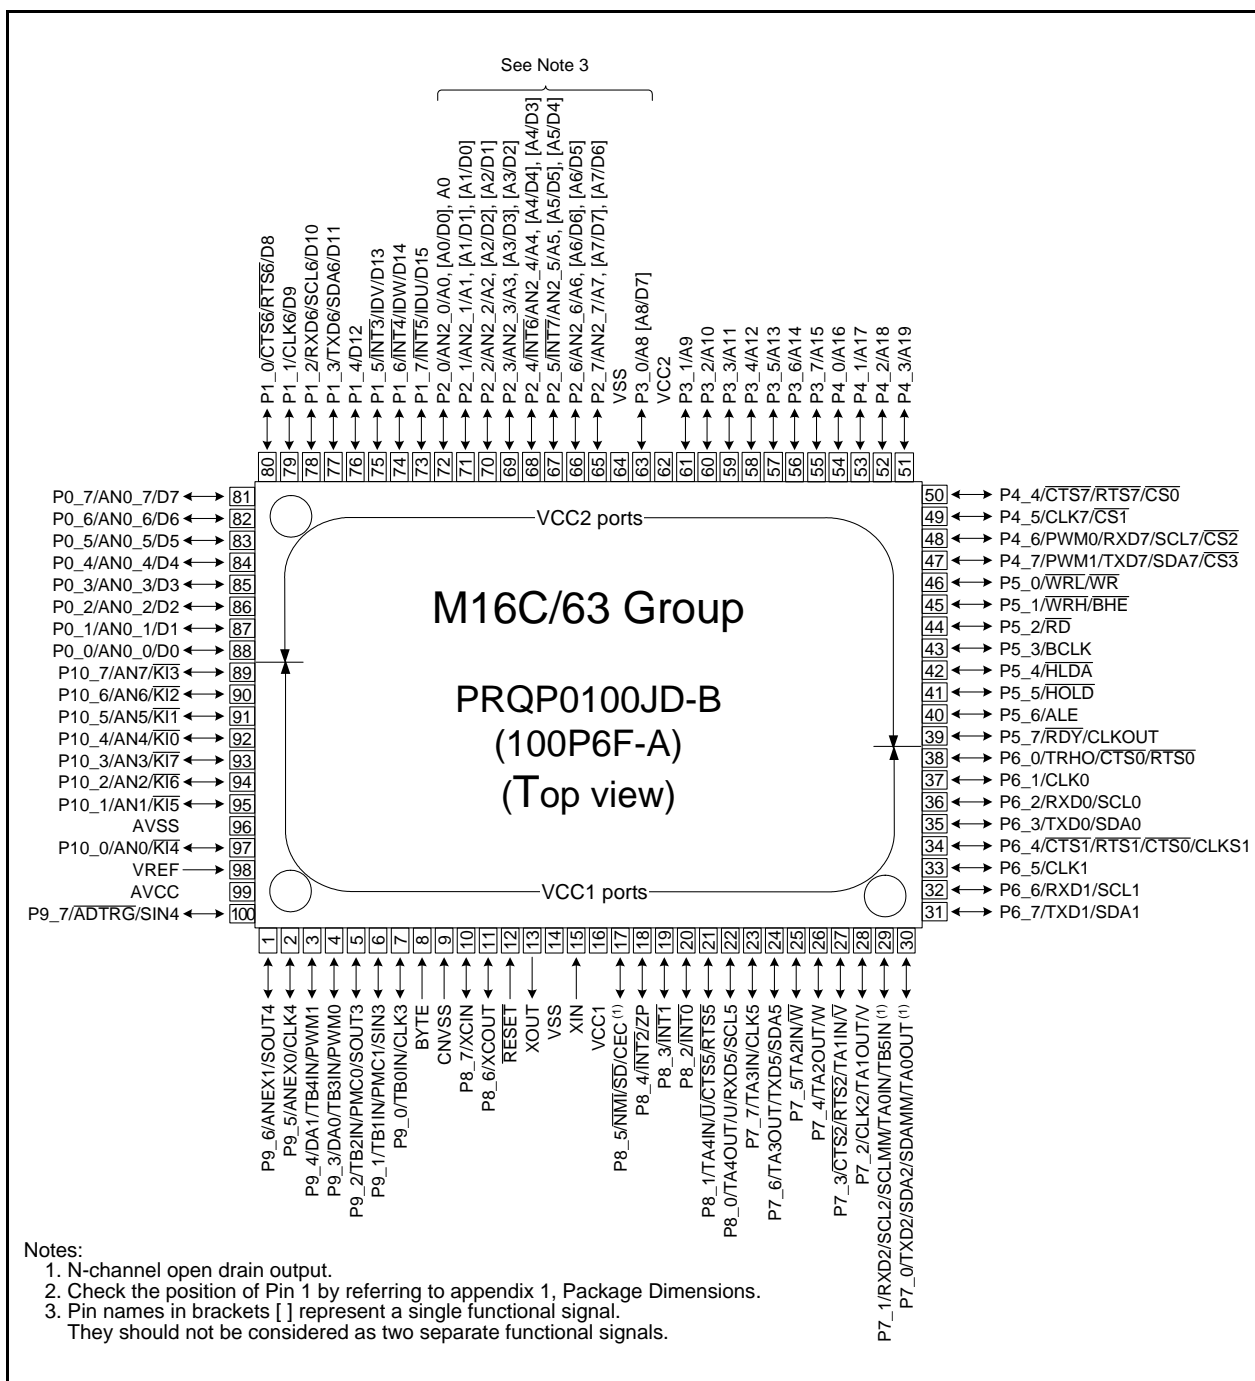 See Note 3
P1_0/CTS6/RTS6/D8
P1_1/CLK6/D9
P1_2/RXD6/SCL6/D10
P1_3/TXD6/SDA6/D11
P1_4/D12
P1_5/INT3/IDV/D13
P1_6/INT4/IDW/D14
P1_7/INT5/IDU/D15
P2_0/AN2_0/A0, [A0/D0], A0
P2_1/AN2_1/A1, [A1/D1], [A1/D0]
P2_2/AN2_2/A2, [A2/D2], [A2/D1]
P2_3/AN2_3/A3, [A3/D3], [A3/D2]
P2_4/INT6/AN2_4/A4, [A4/D4], [A4/D3]
P2_5/INT7/AN2_5/A5, [A5/D5], [A5/D4]
P2_6/AN2_6/A6, [A6/D6], [A6/D5]
P2_7/AN2_7/A7, [A7/D7], [A7/D6]
VSS
P3_0/A8 [A8/D7]
VCC2
P3_1/A9
P3_2/A10
P3_3/A11
P3_4/A12
P3_5/A13
P3_6/A14
P3_7/A15
P4_0/A16
P4_1/A17
P4_2/A18
P4_3/A19
80 79 78 77 76 75 74 73 72 71 70 69 68 67 66 65 64 63 62 61 60 59 58 57 56 55 54 53 52 51
P0_7/AN0_7/D7 81
P0_6/AN0_6/D6 82
P0_5/AN0_5/D5 83
P0_4/AN0_4/D4 84
P0_3/AN0_3/D3 85
P0_2/AN0_2/D2 86
P0_1/AN0_1/D1 87
P0_0/AN0_0/D0 88
P10_7/AN7/KI3 89
P10_6/AN6/KI2 90
P10_5/AN5/KI1 91
P10_4/AN4/KI0 92
P10_3/AN3/KI7 93
P10_2/AN2/KI6 94
P10_1/AN1/KI5 95
AVSS 96
P10_0/AN0/KI4 97
VREF 98
AVCC 99
P9_7/ADTRG/SIN4 100
VCC2 ports
M16C/63 Group
PRQP0100JD-B
(100P6F-A)
(Top view)
VCC1 ports
50 P4_4/CTS7/RTS7/CS0
49 P4_5/CLK7/CS1
48 P4_6/PWM0/RXD7/SCL7/CS2
47 P4_7/PWM1/TXD7/SDA7/CS3
46 P5_0/WRL/WR
45 P5_1/WRH/BHE
44 P5_2/RD
43 P5_3/BCLK
42 P5_4/HLDA
41 P5_5/HOLD
40 P5_6/ALE
39 P5_7/RDY/CLKOUT
38 P6_0/TRHO/CTS0/RTS0
37 P6_1/CLK0
36 P6_2/RXD0/SCL0
35 P6_3/TXD0/SDA0
34 P6_4/CTS1/RTS1/CTS0/CLKS1
33 P6_5/CLK1
32 P6_6/RXD1/SCL1
31 P6_7/TXD1/SDA1
1 2 3 4 5 6 7 8 9 10 11 12 13 14 15 16 17 18 19 20 21 22 23 24 25 26 27 28 29 30
P9_6/ANEX1/SOUT4
P9_5/ANEX0/CLK4
P9_4/DA1/TB4IN/PWM1
P9_3/DA0/TB3IN/PWM0
P9_2/TB2IN/PMC0/SOUT3
P9_1/TB1IN/PMC1/SIN3
P9_0/TB0IN/CLK3
BYTE
CNVSS
P8_7/XCIN
P8_6/XCOUT
RESET
XOUT
VSS
XIN
VCC1
P8_5/NMI/SD/CEC (1)
P8_4/INT2/ZP
P8_3/INT1
P8_2/INT0
P8_1/TA4IN/U/CTS5/RTS5
P8_0/TA4OUT/U/RXD5/SCL5
P7_7/TA3IN/CLK5
P7_6/TA3OUT/TXD5/SDA5
P7_5/TA2IN/W
P7_4/TA2OUT/W
P7_3/CTS2/RTS2/TA1IN/V
P7_2/CLK2/TA1OUT/V
P7_1/RXD2/SCL2/SCLMM/TA0IN/TB5IN (1)
P7_0/TXD2/SDA2/SDAMM/TA0OUT (1)
Notes:
1. N-channel open drain output.
2. Check the position of Pin 1 by referring to appendix 1, Package Dimensions.
3. Pin names in brackets [ ] represent a single functional signal.
They should not be considered as two separate functional signals.